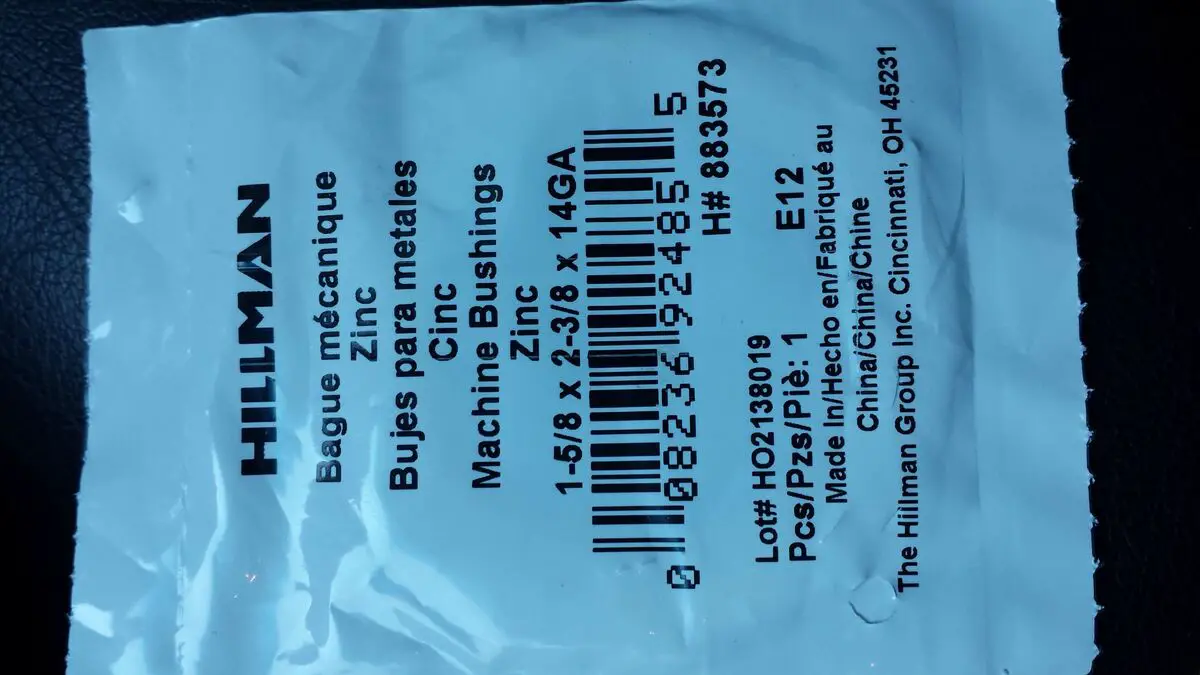 HILLMAN
Bague mécanique
Zinc
Bujes para metales
Cinc
Machine Bushings
Zinc
1-5/8 x 2-3/8 x 14GA
0 08236 92485 5
H# 883573
Lot# HO2138019
Pcs/Pzs/Piè: 1 E12
Made In/Hecho en/Fabriqué au
China/China/Chine
The Hillman Group Inc. Cincinnati, OH 45231